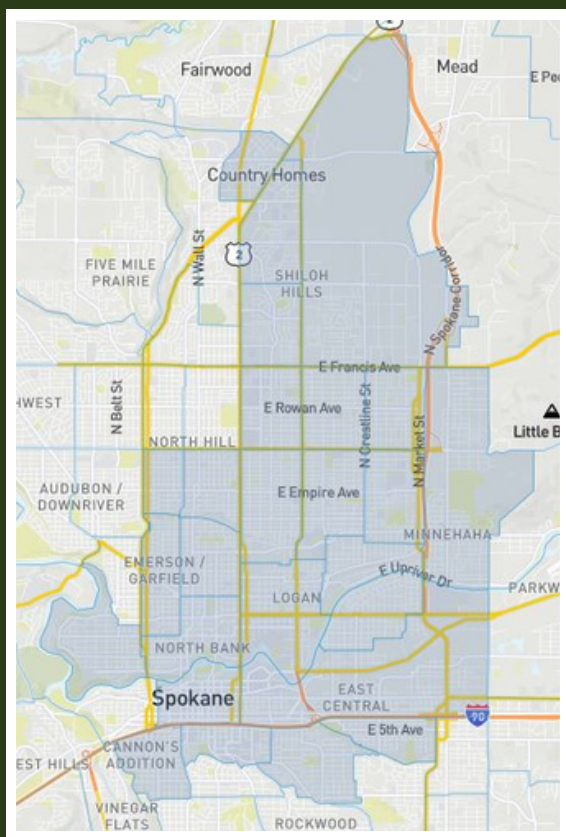 2
Fairwood
Mead
E Pe
Country Homes
N Wall St
2
FIVE MILE
PRAIRIE
SHILOH
HILLS
N Spokane Corridor
E Francis Ave
HWEST
N Belt St
E Rowan Ave
N Crestline St
N Market St
Little B
NORTH HILL
E Empire Ave
AUDUBON /
DOWNRIVER
MINNEHAHA
EMERSON /
GARFIELD
E Upriver Dr
LOGAN
PARKW
NORTH BANK
Spokane
EAST
CENTRAL
90
E 5th Ave
CANNON'S
ADDITION
EST HILLS
VINEGAR
FLATS
ROCKWOOD